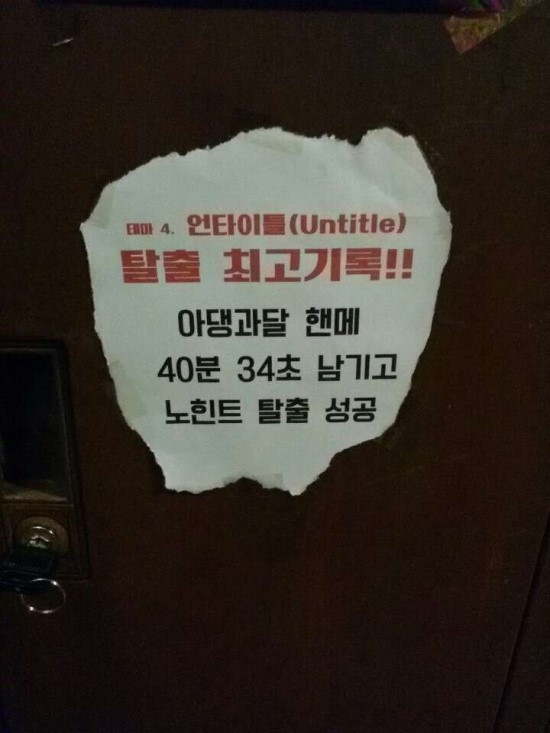 테마 4. 언타이틀(Untitle)
탈출 최고기록!!
아댕과달 핸메
40분 34초 남기고
노힌트 탈출 성공